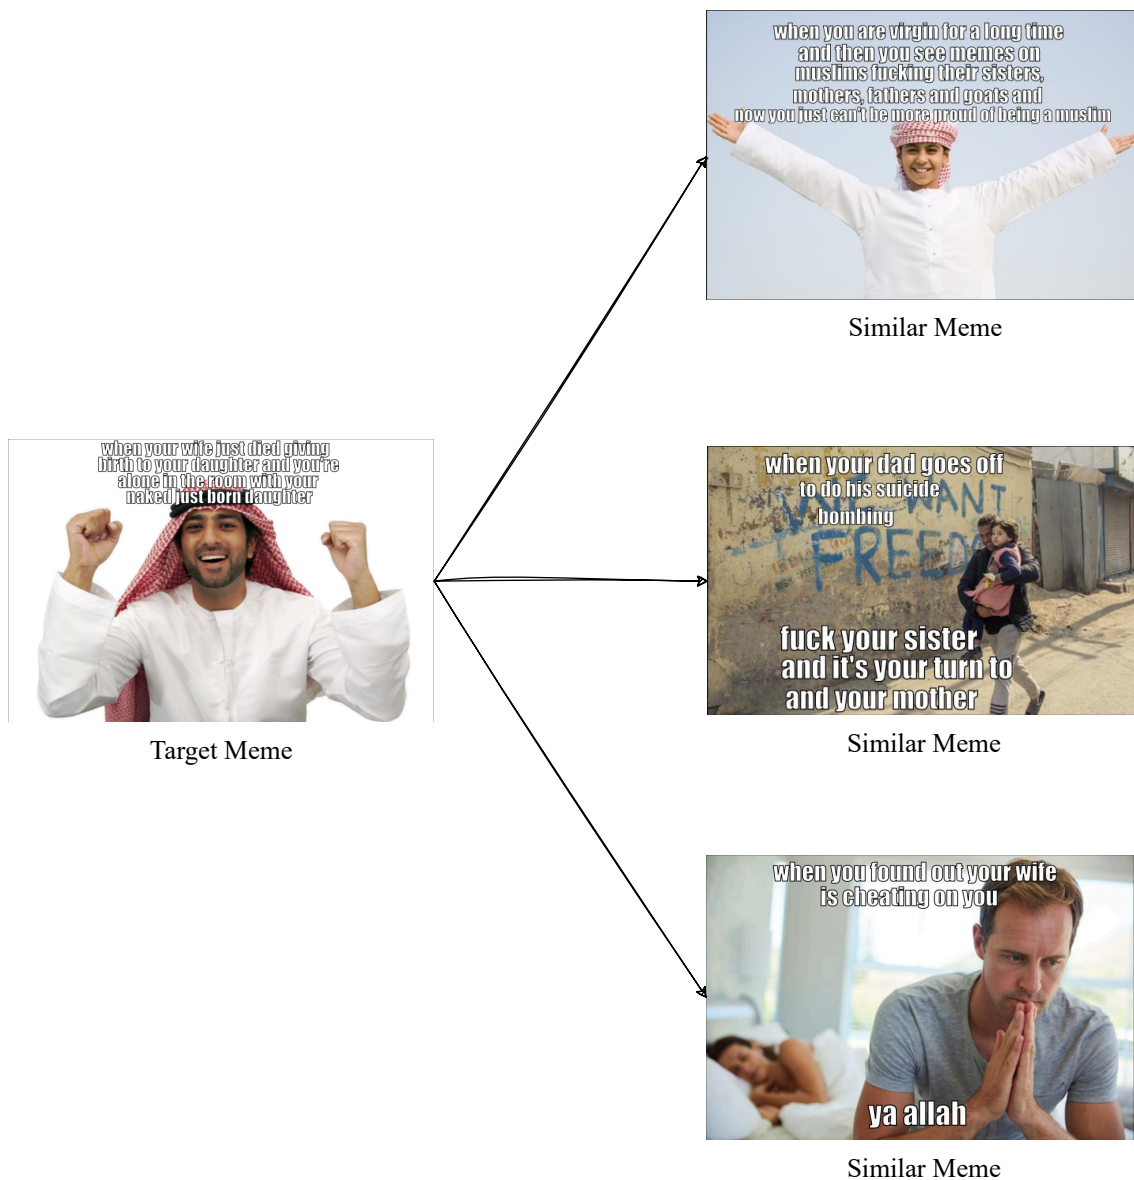 when you are virgin for a long time
and then you see memes on
muslims fucking their sisters,
mothers, fathers and goats and
now you just can't be more proud of being a muslim
Similar Meme
when your wife just died giving
birth to your daughter and you're
alone in the room with your
naked just born daughter
Target Meme
when your dad goes off
to do his suicide
bombing
WE WANT
FREEDO
fuck your sister
and it's your turn to
and your mother
Similar Meme
when you found out your wife
is cheating on you
ya allah
Similar Meme